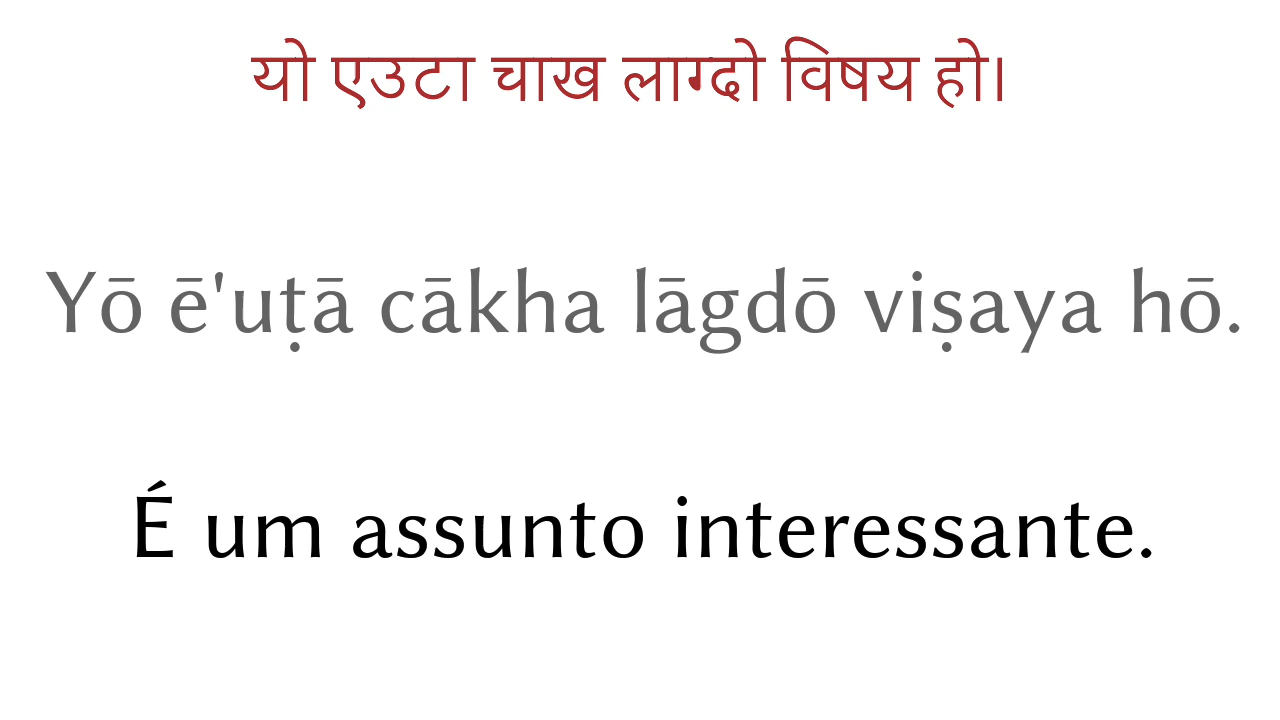 यो एउटा चाख लाग्दो विषय हो।
Yō ē'uṭā cākha lāgdō viṣaya hō.
É um assunto interessante.